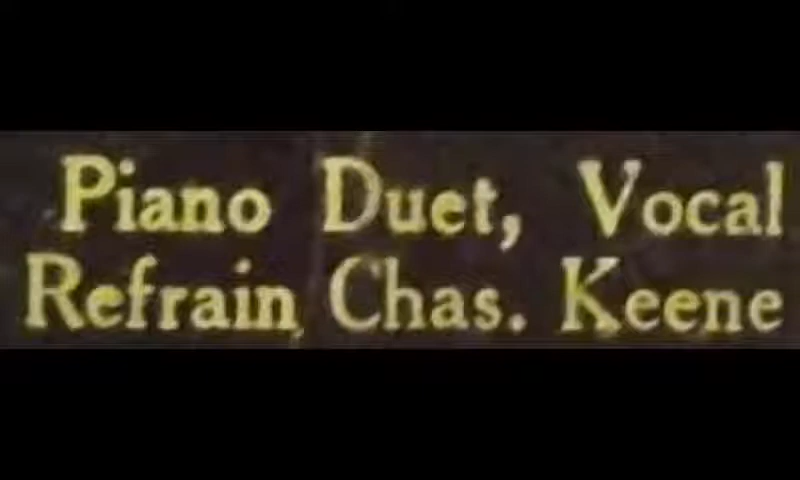 Piano Duet, Vocal
Refrain, Chas. Keene